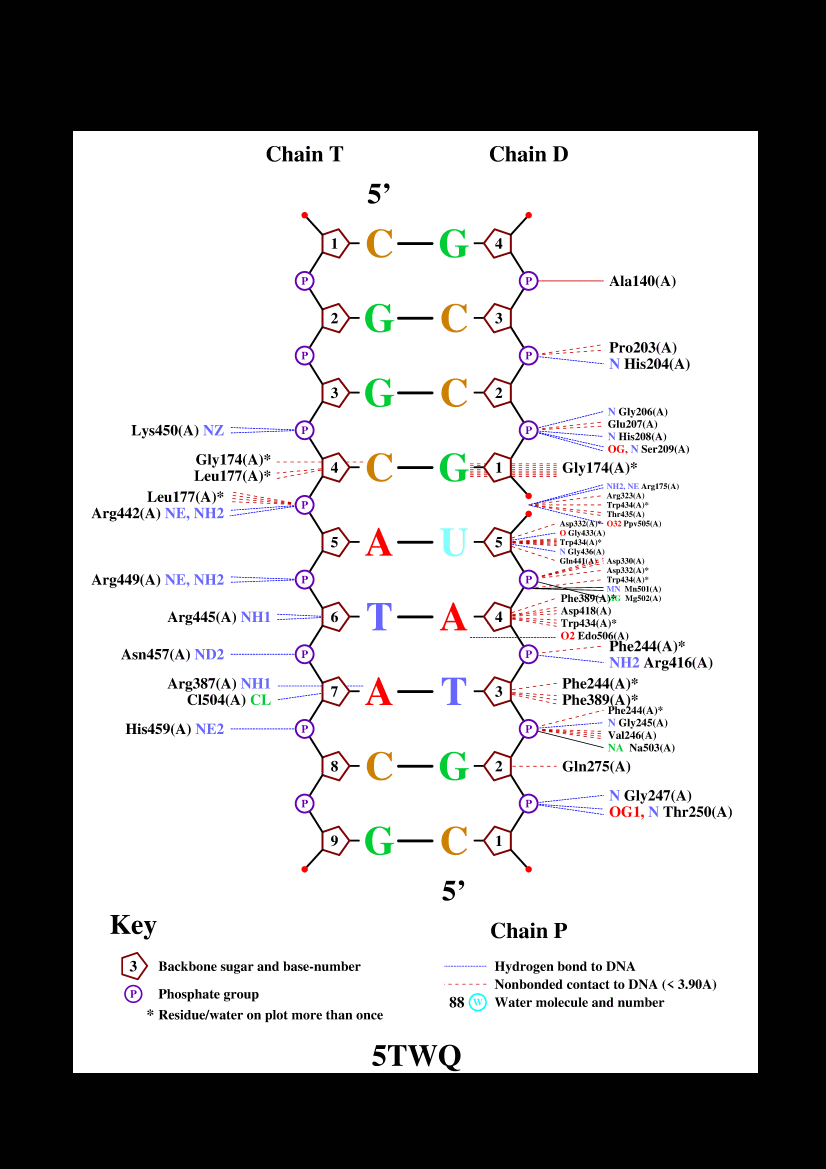 Chain T Chain D
5’
1 C G 4
P P Ala140(A)
2 G C 3
P P Pro203(A)
N His204(A)
3 G C 2
N Gly206(A)
Glu207(A)
Lys450(A) NZ P P N His208(A)
OG, N Ser209(A)
Gly174(A)* 4 C G 1 Gly174(A)*
Leu177(A)*
NH2, NE Arg175(A)
Leu177(A)* Arg323(A)
Arg442(A) NE, NH2 P Trp434(A)*
Thr435(A)
Asp332(A)* O32 Ppv505(A)
O Gly433(A)
5 A U 5 Trp434(A)*
N Gly436(A)
Gln441(A) Asp330(A)
Asp332(A)*
Arg449(A) NE, NH2 P P Trp434(A)*
MN Mn501(A)
Phe389(A)* MG Mg502(A)
Asp418(A)
Arg445(A) NH1 6 T A 4 Trp434(A)*
O2 Edo506(A)
Phe244(A)*
Asn457(A) ND2 P P NH2 Arg416(A)
Arg387(A) NH1 7 A T 3 Phe244(A)*
Cl504(A) CL Phe389(A)*
Phe244(A)*
N Gly245(A)
His459(A) NE2 P P Val246(A)
NA Na503(A)
8 C G 2 Gln275(A)
P P N Gly247(A)
OG1, N Thr250(A)
9 G C 1
5’
Key
Chain P
3 Backbone sugar and base-number
P Phosphate group
* Residue/water on plot more than once
Hydrogen bond to DNA
Nonbonded contact to DNA (< 3.90A)
88 W Water molecule and number
5TWQ